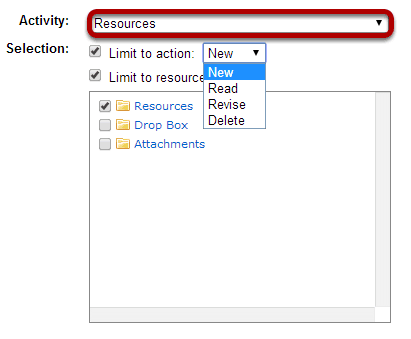 Activity: Resources
Selection: Limit to action: New
New
Limit to resource
Read
Revise
Delete
Resources
Drop Box
Attachments